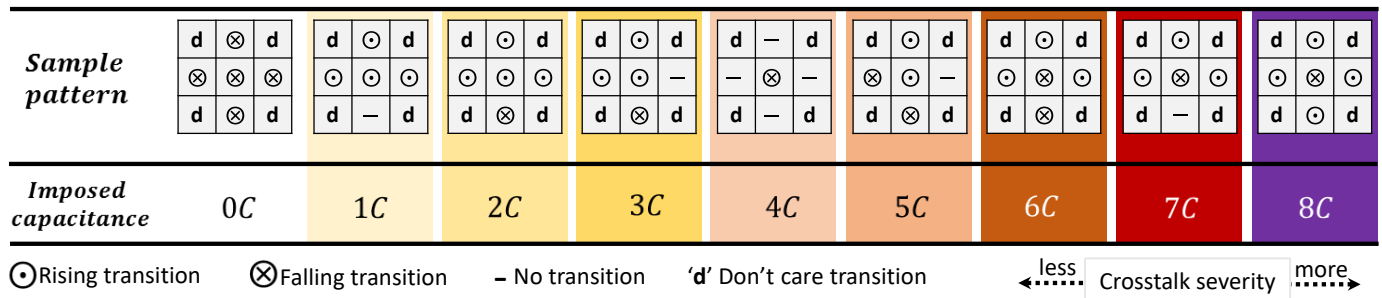 d ⊗ d d ⊙ d d ⊙ d d ⊙ d d – d d ⊙ d d ⊙ d d ⊙ d d ⊙ d
Sample
pattern
⊗ ⊗ ⊗ ⊙ ⊙ ⊙ ⊙ ⊙ ⊙ ⊙ ⊙ – – ⊗ – ⊗ ⊙ – ⊙ ⊗ ⊙ ⊙ ⊗ ⊙ ⊙ ⊗ ⊙
d ⊗ d d – d d ⊗ d d ⊗ d d – d d ⊗ d d ⊗ d d – d d ⊙ d
Imposed
capacitance
0C 1C 2C 3C 4C 5C 6C 7C 8C
⊙Rising transition ⊗Falling transition – No transition 'd' Don't care transition less Crosstalk severity more